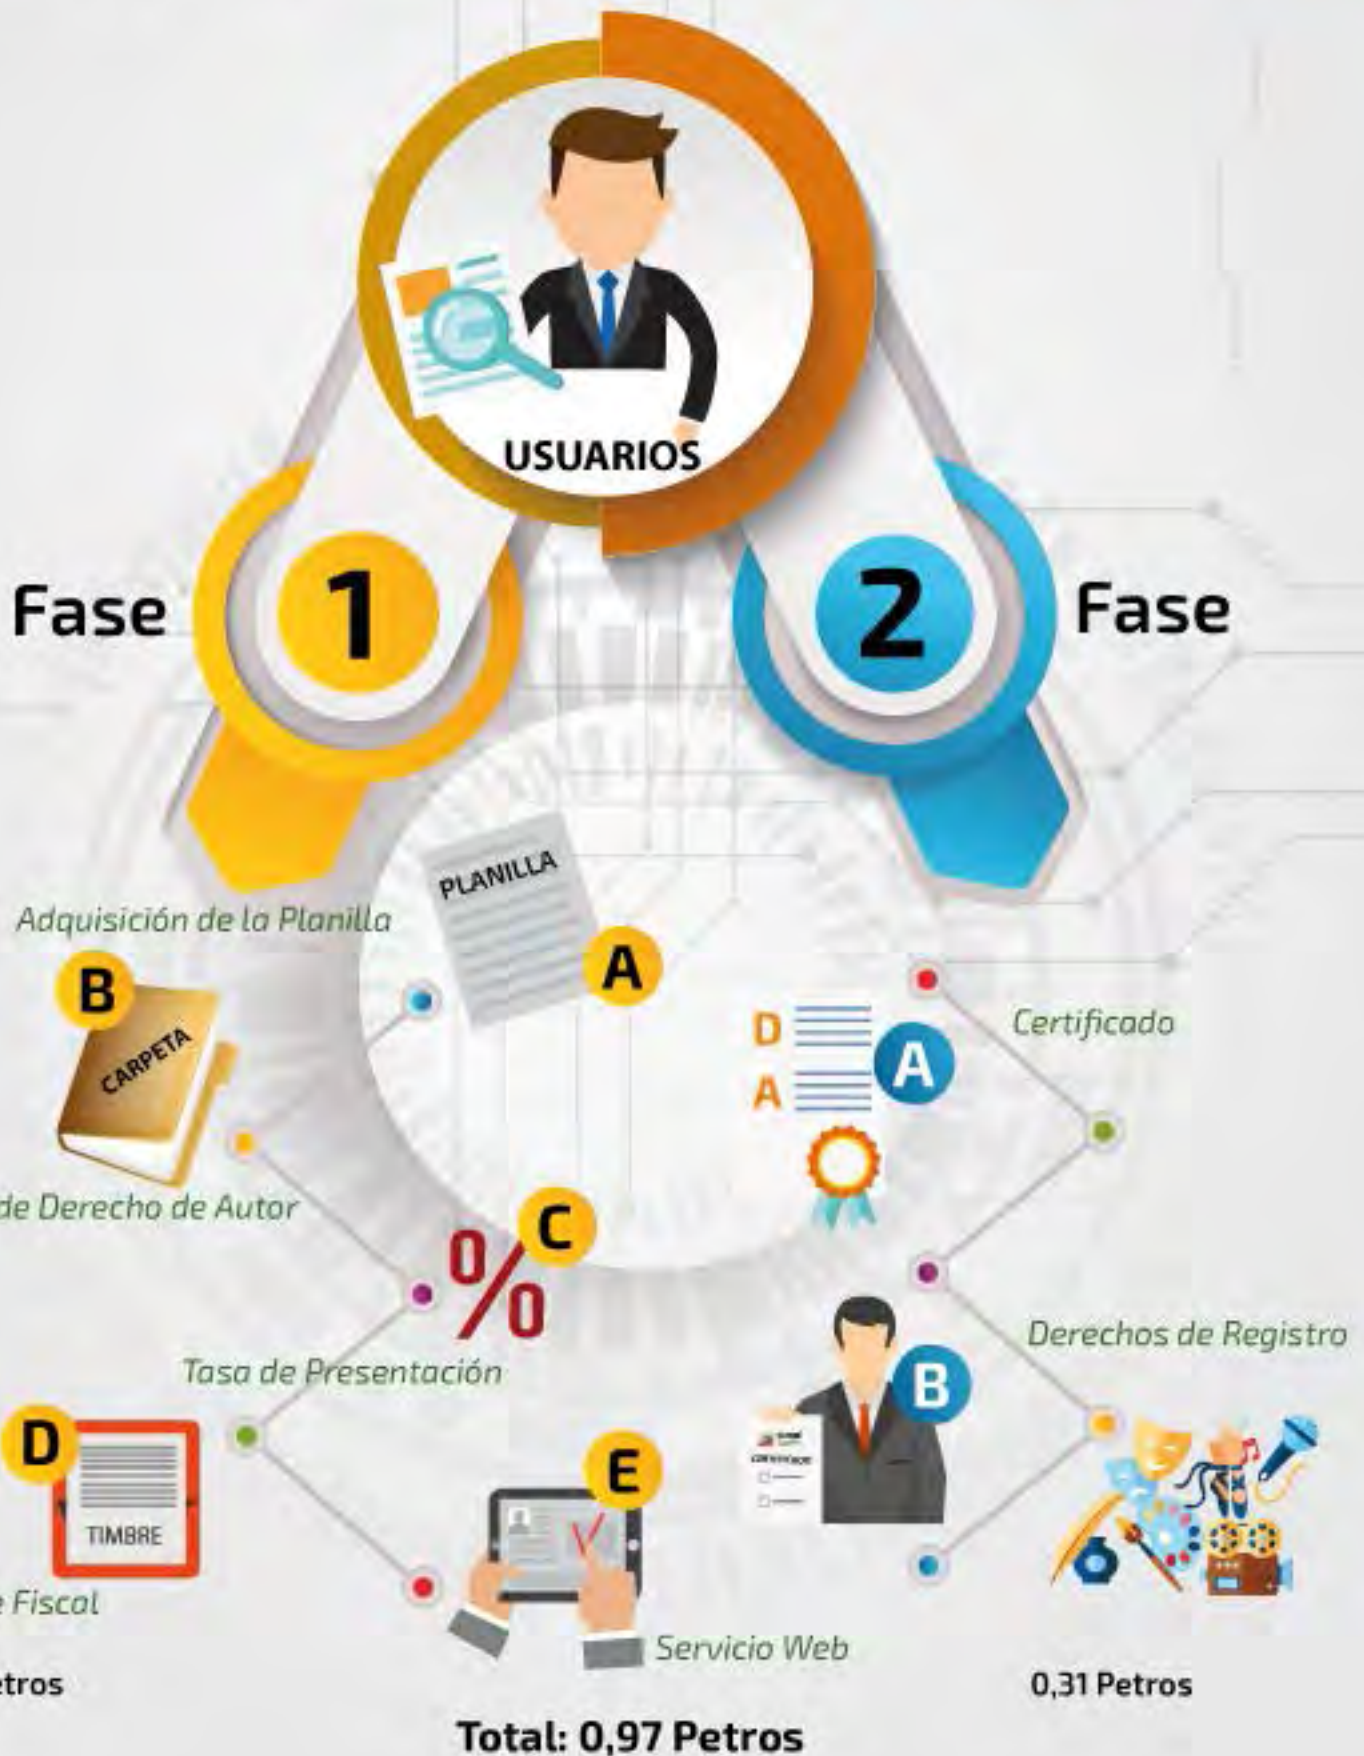 USUARIOS
Fase 1
2 Fase
Adquisición de la Planilla
PLANILLA
A
B
CARPETA
de Derecho de Autor
C
%
Tasa de Presentación
D
TIMBRE
e Fiscal
E
Servicio Web
etros
D
A
A
Certificado
B
Derechos de Registro
0,31 Petros
Total: 0,97 Petros